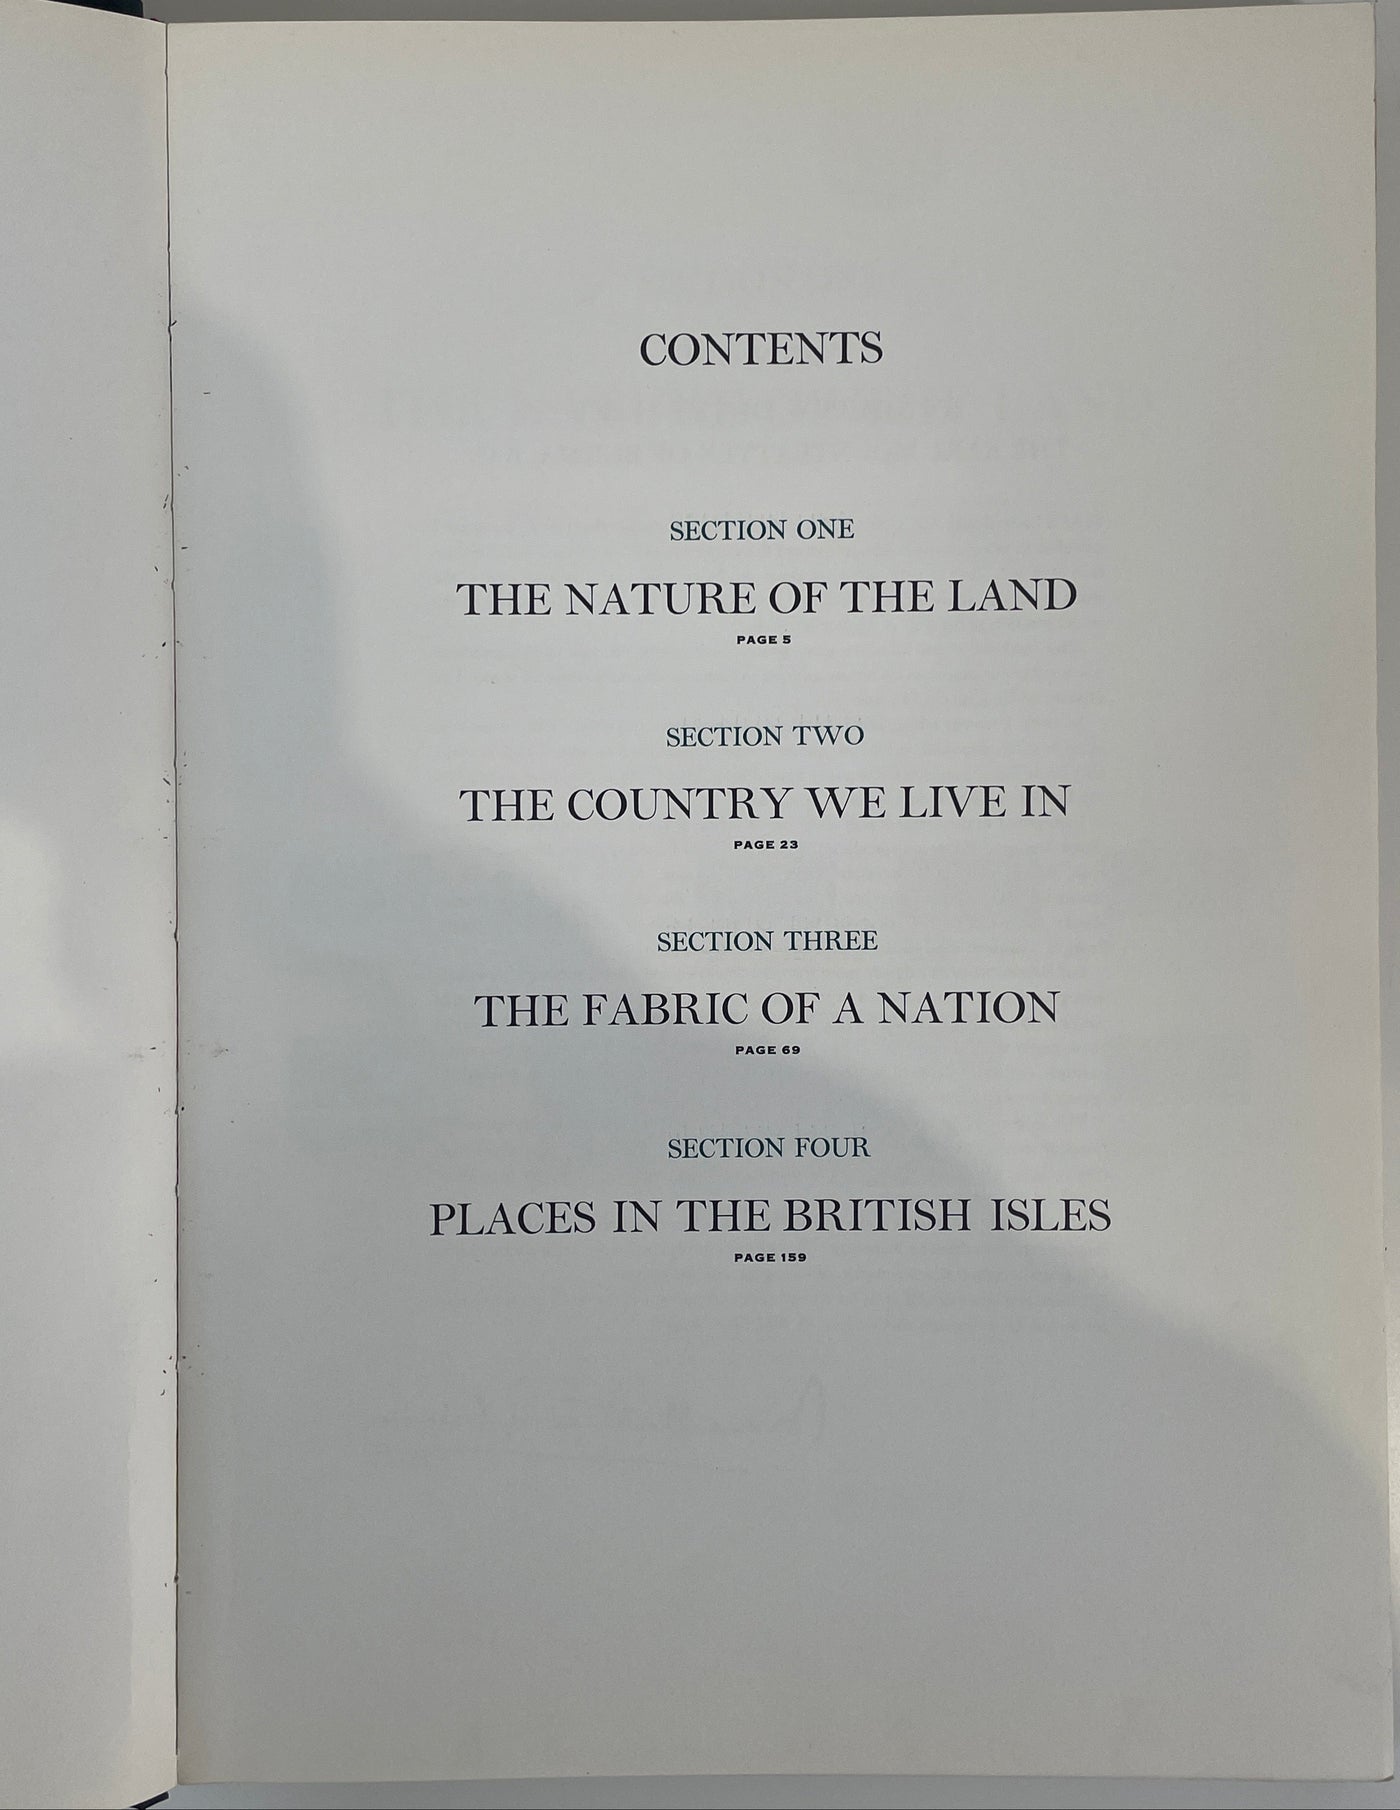 CONTENTS
SECTION ONE
THE NATURE OF THE LAND
PAGE 5
SECTION TWO
THE COUNTRY WE LIVE IN
PAGE 23
SECTION THREE
THE FABRIC OF A NATION
PAGE 69
SECTION FOUR
PLACES IN THE BRITISH ISLES
PAGE 159